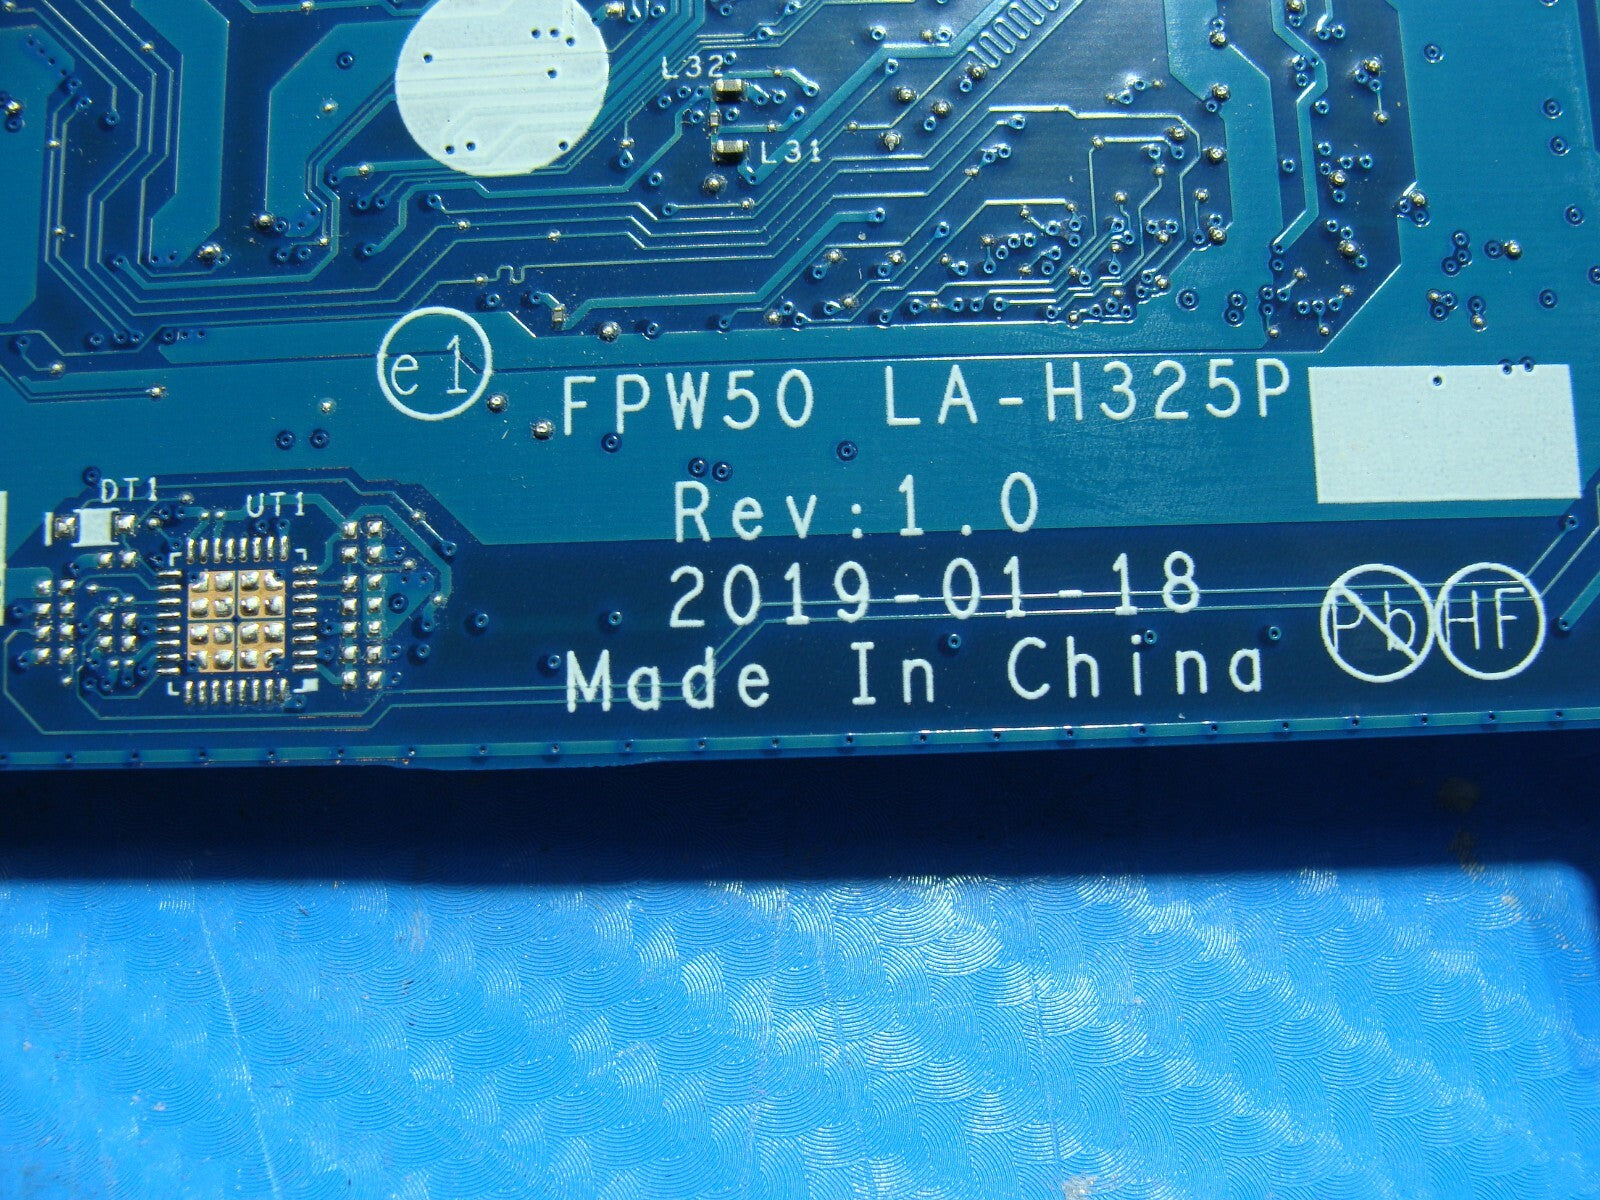 L32
L31
e1
FPW50 LA-H325P
Rev:1.0
2019-01-18
Made In China
Pb HF
DT1
UT1